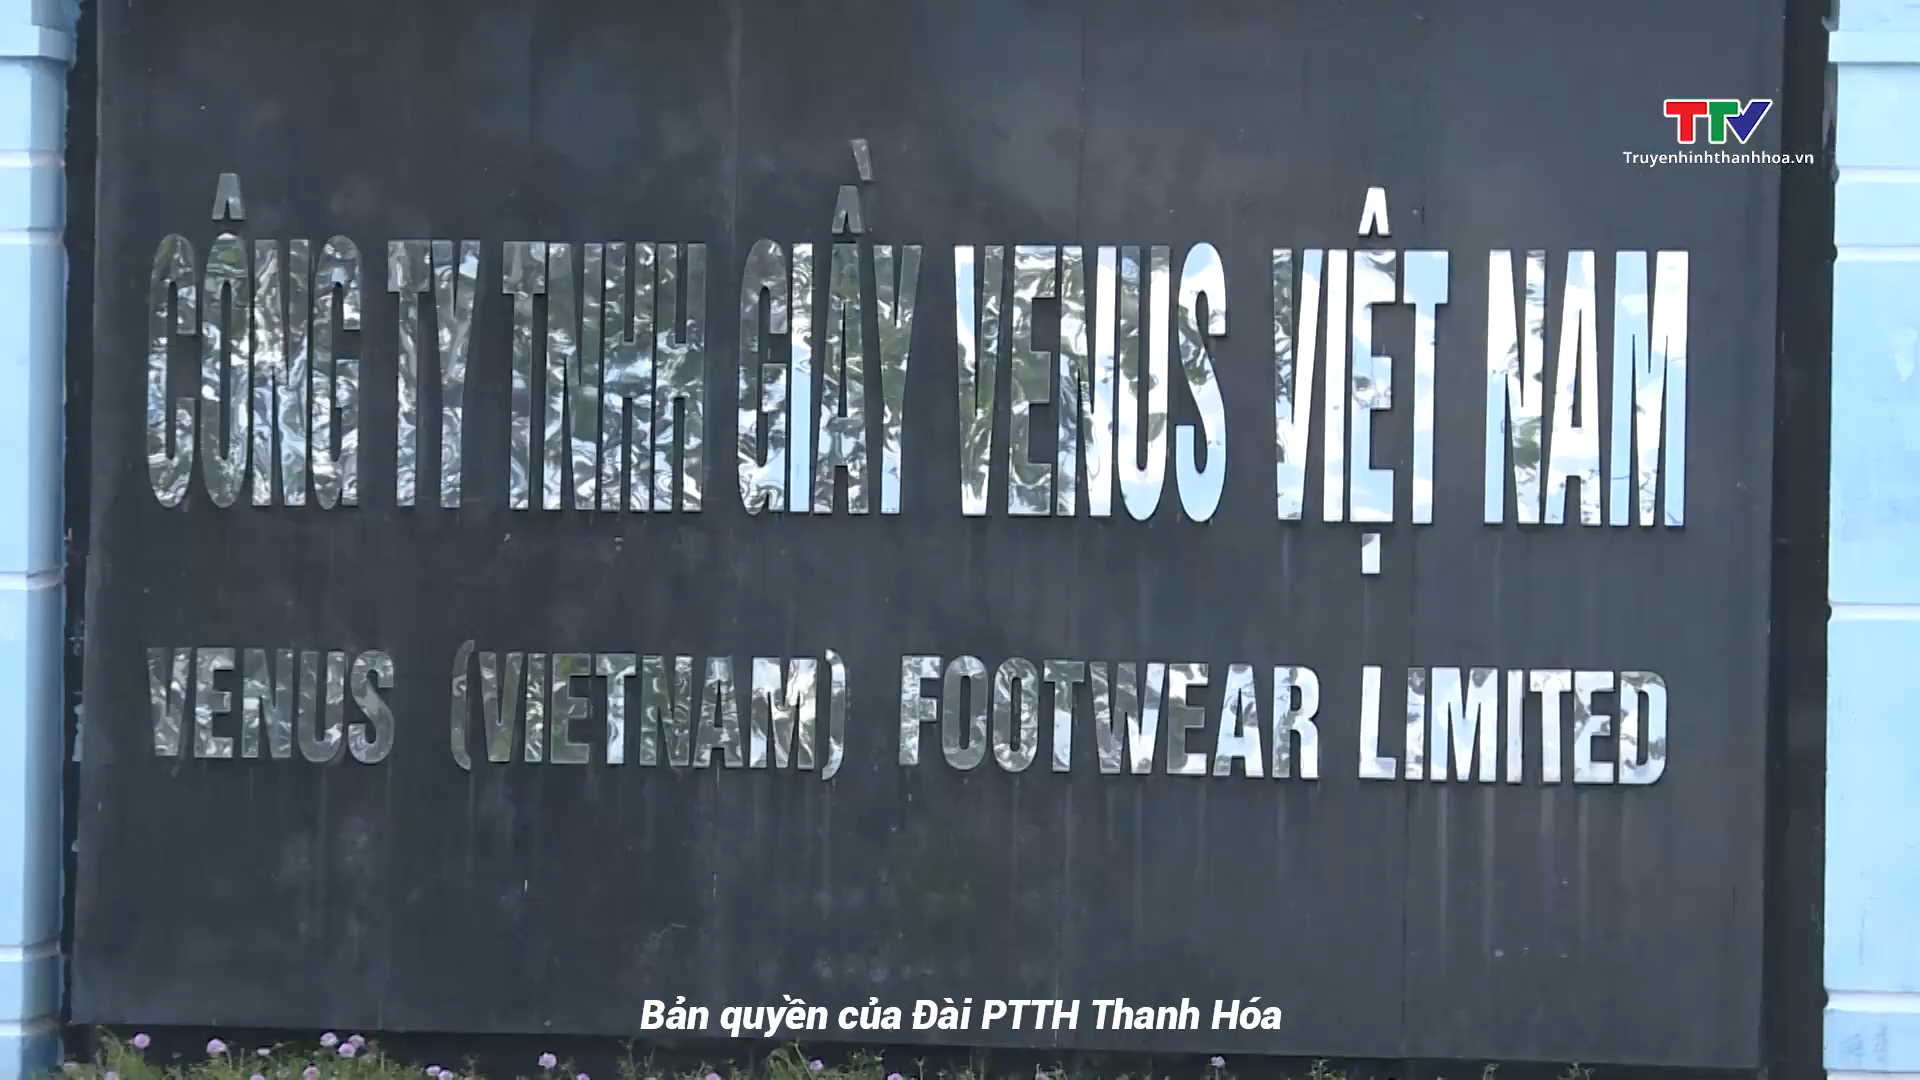 TTV
Truyenhinhthanhhoa.vn
CÔNG TY TNHH GIẦY VENUS VIỆT NAM
VENUS (VIETNAM) FOOTWEAR LIMITED
Bản quyền của Đài PTTH Thanh Hóa